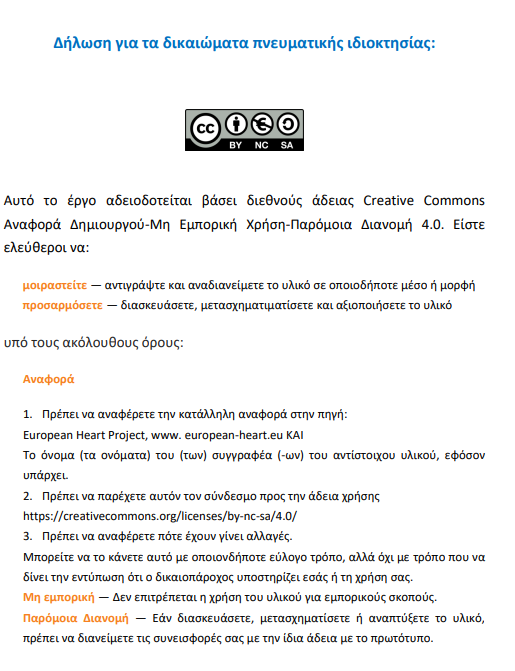 Δήλωση για τα δικαιώματα πνευματικής ιδιοκτησίας:
cc
BY NC SA
Αυτό το έργο αδειοδοτείται βάσει διεθνούς άδειας Creative Commons
Αναφορά Δημιουργού-Μη Εμπορική Χρήση-Παρόμοια Διανομή 4.0. Είστε
ελεύθεροι να:
μοιραστείτε — αντιγράψτε και αναδιανείμετε το υλικό σε οποιοδήποτε μέσο ή μορφή
προσαρμόσετε — διασκευάσετε, μετασχηματιματίσετε και αξιοποιήσετε το υλικό
υπό τους ακόλουθους όρους:
Αναφορά
1. Πρέπει να αναφέρετε την κατάλληλη αναφορά στην πηγή:
European Heart Project, www. european-heart.eu ΚΑΙ
Το όνομα (τα ονόματα) του (των) συγγραφέα (-ων) του αντίστοιχου υλικού, εφόσον
υπάρχει.
2. Πρέπει να παρέχετε αυτόν τον σύνδεσμο προς την άδεια χρήσης
https://creativecommons.org/licenses/by-nc-sa/4.0/
3. Πρέπει να αναφέρετε πότε έχουν γίνει αλλαγές.
Μπορείτε να το κάνετε αυτό με οποιονδήποτε εύλογο τρόπο, αλλά όχι με τρόπο που να
δίνει την εντύπωση ότι ο δικαιοπάροχος υποστηρίζει εσάς ή τη χρήση σας.
Μη εμπορική — Δεν επιτρέπεται η χρήση του υλικού για εμπορικούς σκοπούς.
Παρόμοια Διανομή — Εάν διασκευάσετε, μετασχηματίσετε ή αναπτύξετε το υλικό,
πρέπει να διανείμετε τις συνεισφορές σας με την ίδια άδεια με το πρωτότυπο.